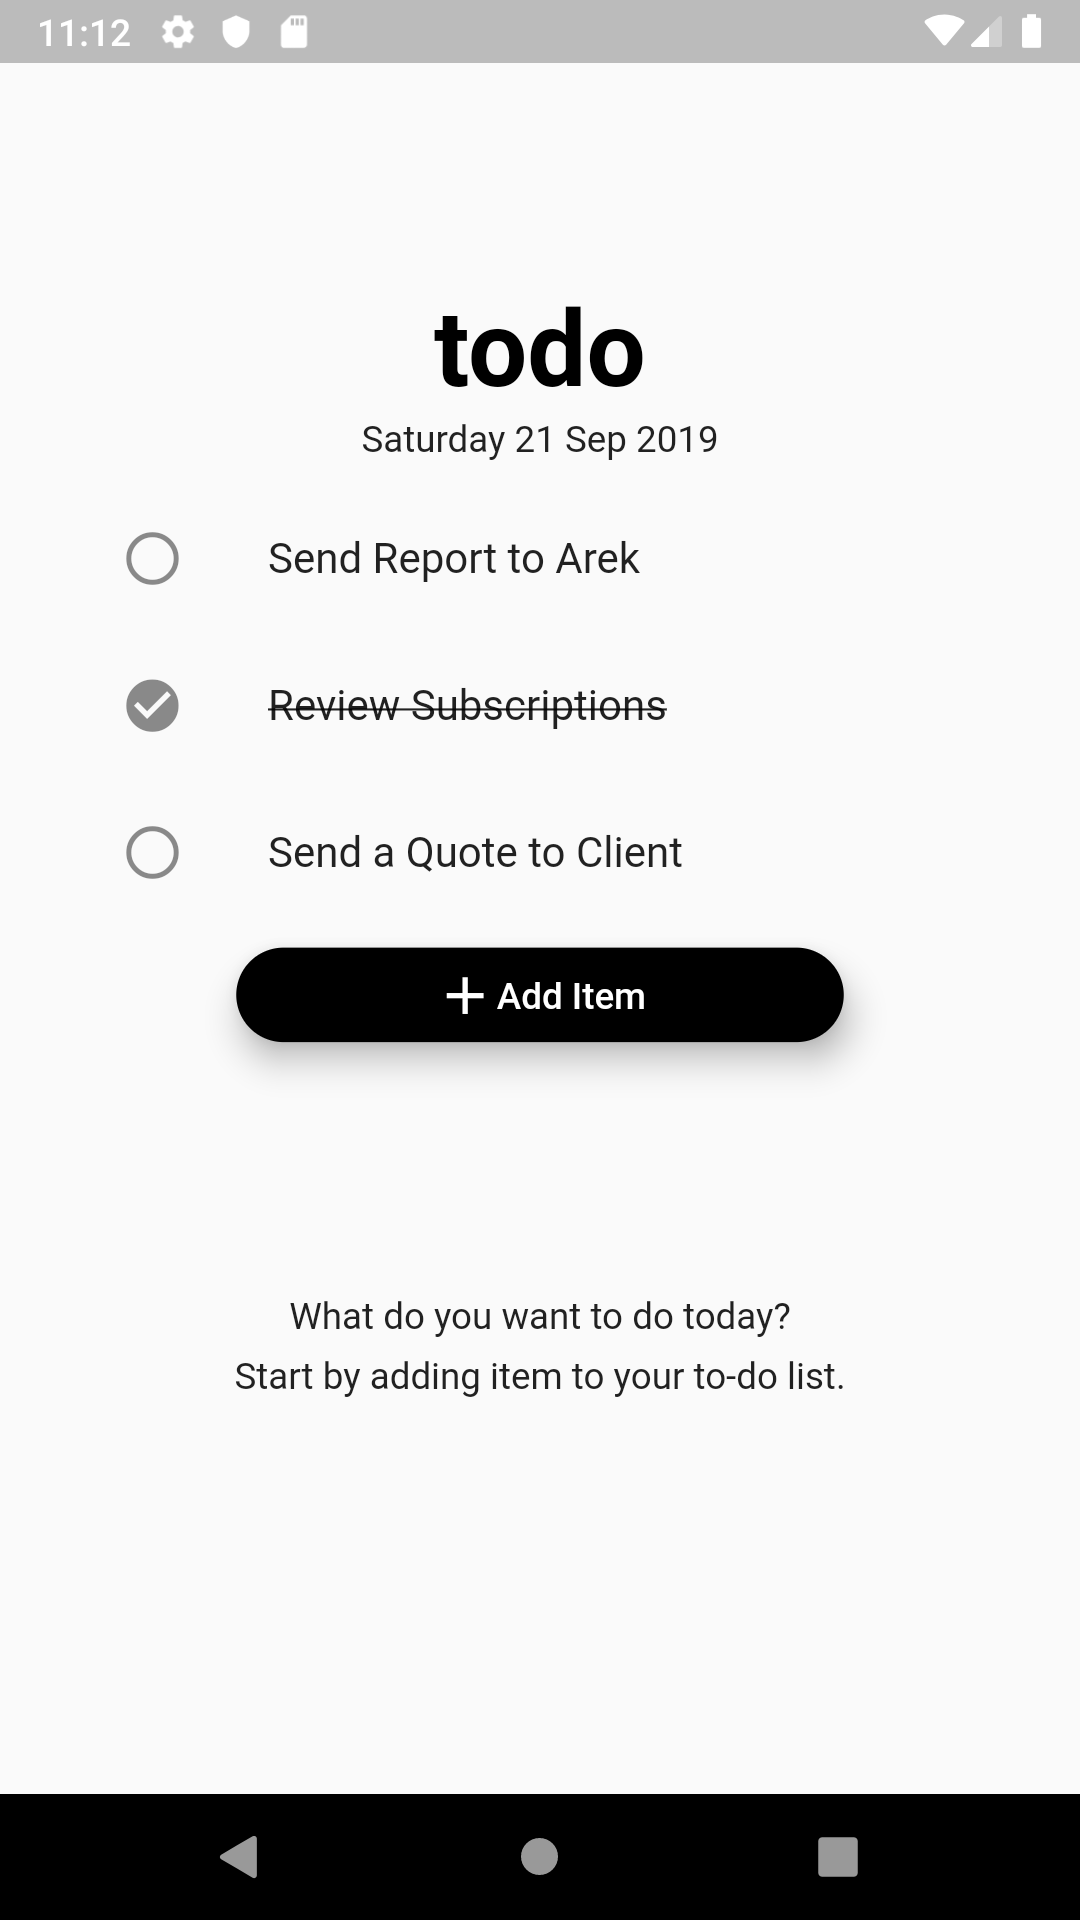 11:12
todo
Saturday 21 Sep 2019
Send Report to Arek
Review Subscriptions
Send a Quote to Client
Add Item
What do you want to do today?
Start by adding item to your to-do list.